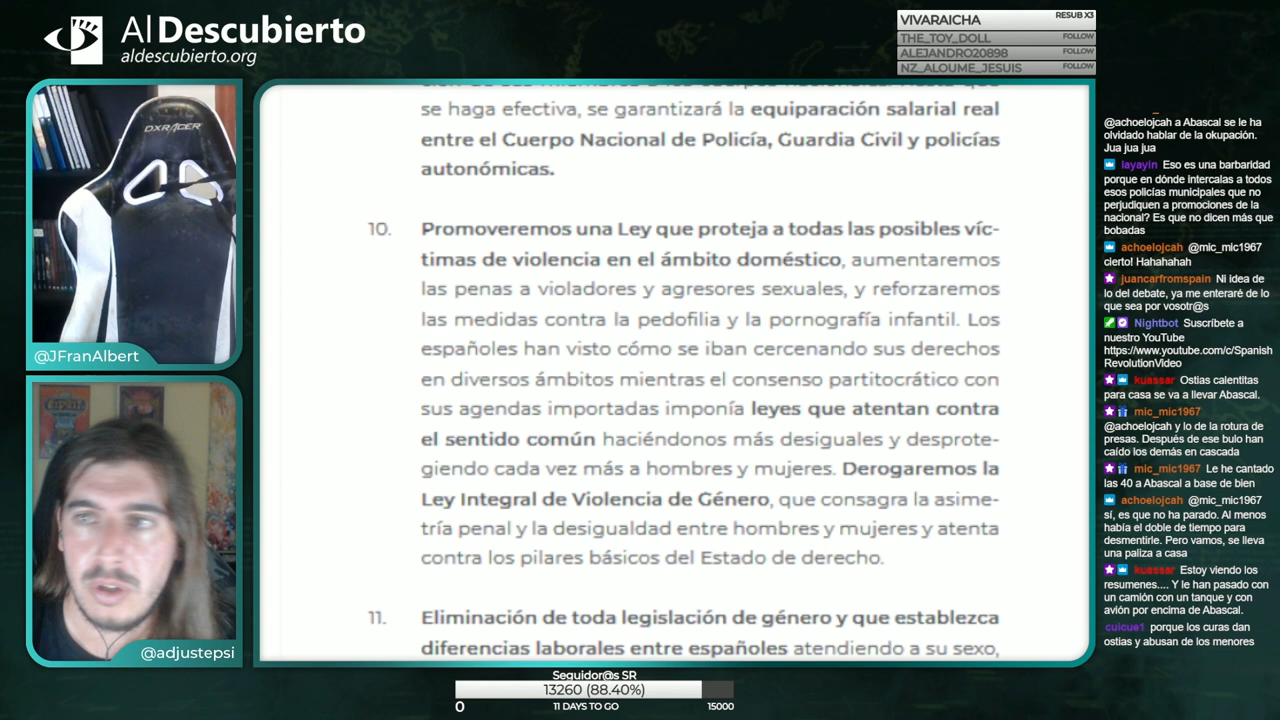 Al Descubierto
aldescubierto.org
VIVARAICHA RESUB X3
THE_TOY_DOLL FOLLOW
ALEJANDRO20898 FOLLOW
NZ_ALOUME_JESUIS FOLLOW
DXRACER
@JFranAlbert
@adjustepsi
se haga efectiva, se garantizará la equiparación salarial real
entre el Cuerpo Nacional de Policía, Guardia Civil y policías
autonómicas.
10. Promoveremos una Ley que proteja a todas las posibles víc-
timas de violencia en el ámbito doméstico, aumentaremos
las penas a violadores y agresores sexuales, y reforzaremos
las medidas contra la pedofilia y la pornografía infantil. Los
españoles han visto cómo se iban cercenando sus derechos
en diversos ámbitos mientras el consenso partitocrático con
sus agendas importadas imponía leyes que atentan contra
el sentido común haciéndonos más desiguales y desprote-
giendo cada vez más a hombres y mujeres. Derogaremos la
Ley Integral de Violencia de Género, que consagra la asime-
tría penal y la desigualdad entre hombres y mujeres y atenta
contra los pilares básicos del Estado de derecho.
11. Eliminación de toda legislación de género y que establezca
diferencias laborales entre españoles atendiendo a su sexo,
@achoelojcah a Abascal se le ha
olvidado hablar de la okupación.
Jua jua jua
layayin Eso es una barbaridad
porque en dónde intercalas a todos
esos policías municipales que no
perjudiquen a promociones de la
nacional? Es que no dicen más que
bobadas
achoelojcah @mic_mic1967
cierto! Hahahahah
juancarfromspain Ni idea de
lo del debate, ya me enteraré de lo
que sea por vosotr@s
Nightbot Suscríbete a
nuestro YouTube
https://www.youtube.com/c/Spanish
RevolutionVideo
kuassar Ostias calentitas
para casa se va a llevar Abascal.
mic_mic1967
@achoelojcah y lo de la rotura de
presas. Después de ese bulo han
caído los demás en cascada
mic_mic1967 Le he cantado
las 40 a Abascal a base de bien
achoelojcah @mic_mic1967
sí, es que no ha parado. Al menos
había el doble de tiempo para
desmentirle. Pero vamos, se lleva
una paliza a casa
kuassar Estoy viendo los
resumenes.... Y le han pasado con
un camión con un tanque y con
avión por encima de Abascal.
cuicue1 porque los curas dan
ostias y abusan de los menores
Seguidor@s SR
13260 (88.40%)
0 11 DAYS TO GO 15000